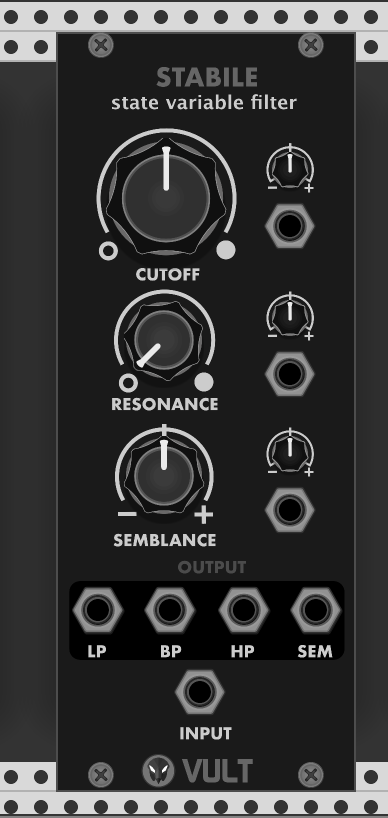 STABILE
state variable filter
CUTOFF
- +
RESONANCE
- +
SEMBLANCE
- +
- +
OUTPUT
LP BP HP SEM
INPUT
VULT